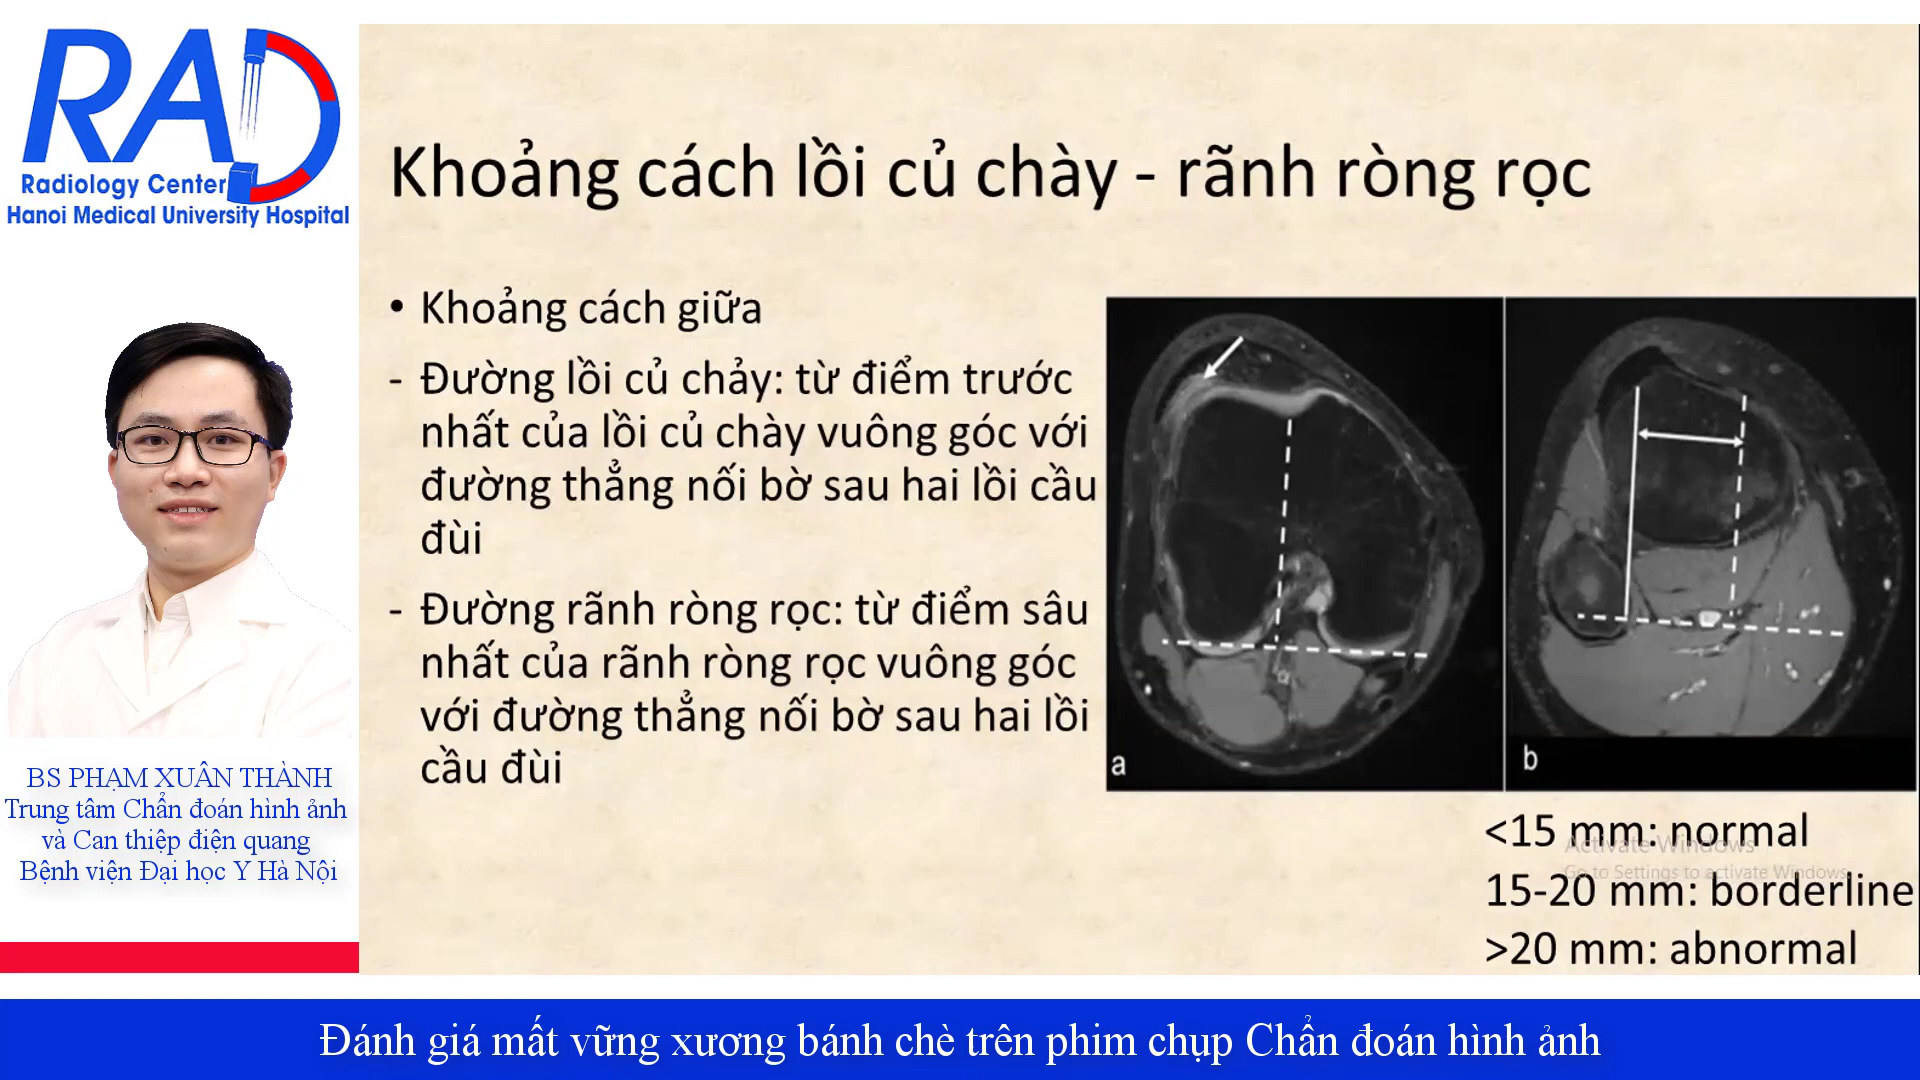 RAD
Radiology Center
Hanoi Medical University Hospital
BS PHẠM XUÂN THÀNH
Trung tâm Chẩn đoán hình ảnh
và Can thiệp điện quang
Bệnh viện Đại học Y Hà Nội
Khoảng cách lồi củ chày - rãnh ròng rọc
• Khoảng cách giữa
- Đường lồi củ chảy: từ điểm trước
nhất của lồi củ chày vuông góc với
đường thẳng nối bờ sau hai lồi cầu
đùi
- Đường rãnh ròng rọc: từ điểm sâu
nhất của rãnh ròng rọc vuông góc
với đường thẳng nối bờ sau hai lồi
cầu đùi
a
b
<15 mm: normal
15-20 mm: borderline
>20 mm: abnormal
Activate Windows
Go to Settings to activate Windows.
Đánh giá mất vững xương bánh chè trên phim chụp Chẩn đoán hình ảnh